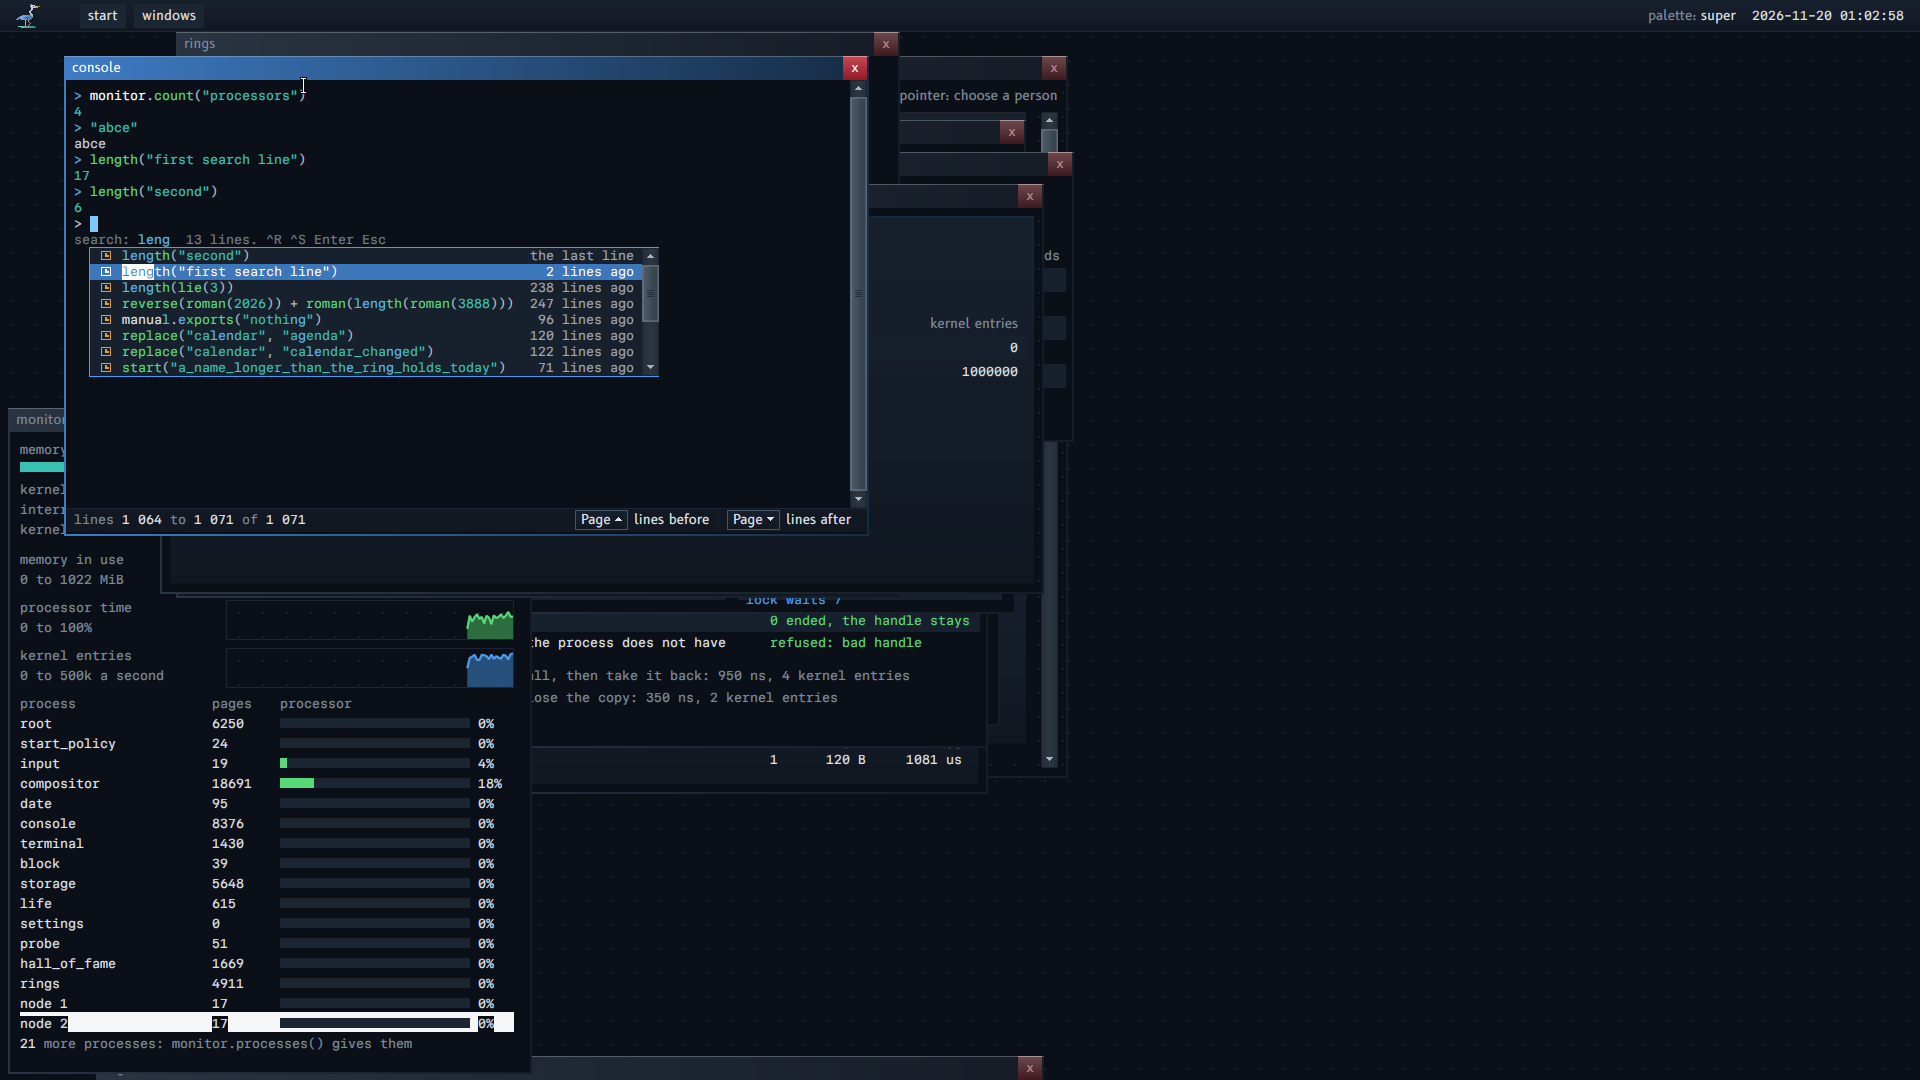 start windows palette: super 2026-11-20 01:02:58
rings x
console x
x
> monitor.count("processors")
pointer: choose a person
4
> "abce"
abce
x
> length("first search line")
x
17
> length("second")
x
6
>
search: leng 13 lines. ^R ^S Enter Esc
length("second") the last line
ds
length("first search line") 2 lines ago
length(lie(3)) 238 lines ago
reverse(roman(2026)) + roman(length(roman(3888))) 247 lines ago
manual.exports("nothing") 96 lines ago
kernel entries
replace("calendar", "agenda") 120 lines ago
0
replace("calendar", "calendar_changed") 122 lines ago
start("a_name_longer_than_the_ring_holds_today") 71 lines ago
1000000
lines 1 064 to 1 071 of 1 071 Page lines before Page lines after
monitor
memory
kernel
inter
kernel
memory in use
0 to 1022 MiB
processor time
0 to 100%
kernel entries
0 to 500k a second
lock waits 7
0 ended, the handle stays
the process does not have refused: bad handle
all, then take it back: 950 ns, 4 kernel entries
lose the copy: 350 ns, 2 kernel entries
1 120 B 1081 us
process pages processor
root 6250 0%
start_policy 24 0%
input 19 4%
compositor 18691 18%
date 95 0%
console 8376 0%
terminal 1430 0%
block 39 0%
storage 5648 0%
life 615 0%
settings 0 0%
probe 51 0%
hall_of_fame 1669 0%
rings 4911 0%
node 1 17 0%
node 2 17 0%
21 more processes: monitor.processes() gives them
x